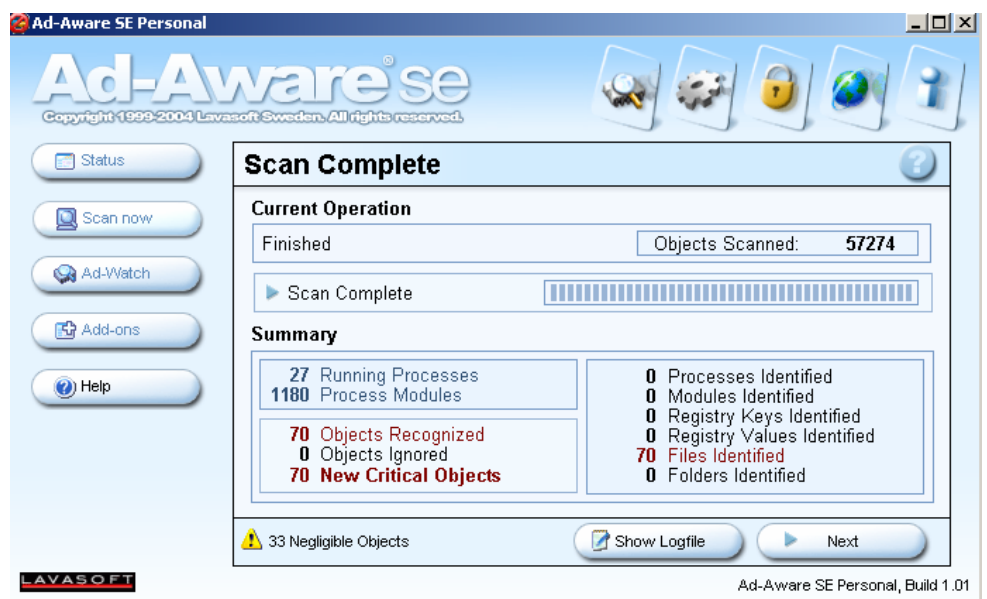 Ad-Aware SE Personal
Ad-Aware® se
Copyright 1999-2004 Lavasoft Sweden. All rights reserved.
Status
Scan now
Ad-Watch
Add-ons
Help
Scan Complete
Current Operation
Finished
Objects Scanned: 57274
Scan Complete
Summary
27 Running Processes
1180 Process Modules
70 Objects Recognized
0 Objects Ignored
70 New Critical Objects
0 Processes Identified
0 Modules Identified
0 Registry Keys Identified
0 Registry Values Identified
70 Files Identified
0 Folders Identified
33 Negligible Objects
Show Logfile
Next
LAVASOFT
Ad-Aware SE Personal, Build 1.01